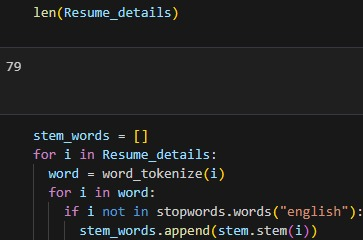 len(Resume_details)
79
stem_words = []
for i in Resume_details:
  word = word_tokenize(i)
  for i in word:
    if i not in stopwords.words("english"):
      stem_words.append(stem.stem(i))